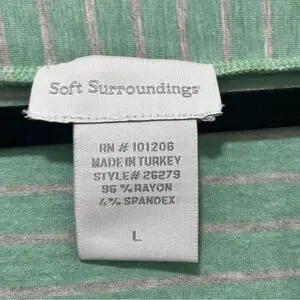 Soft Surroundings
RN # 101206
MADE IN TURKEY
STYLE# 26279
96 % RAYON
4% SPANDEX
L